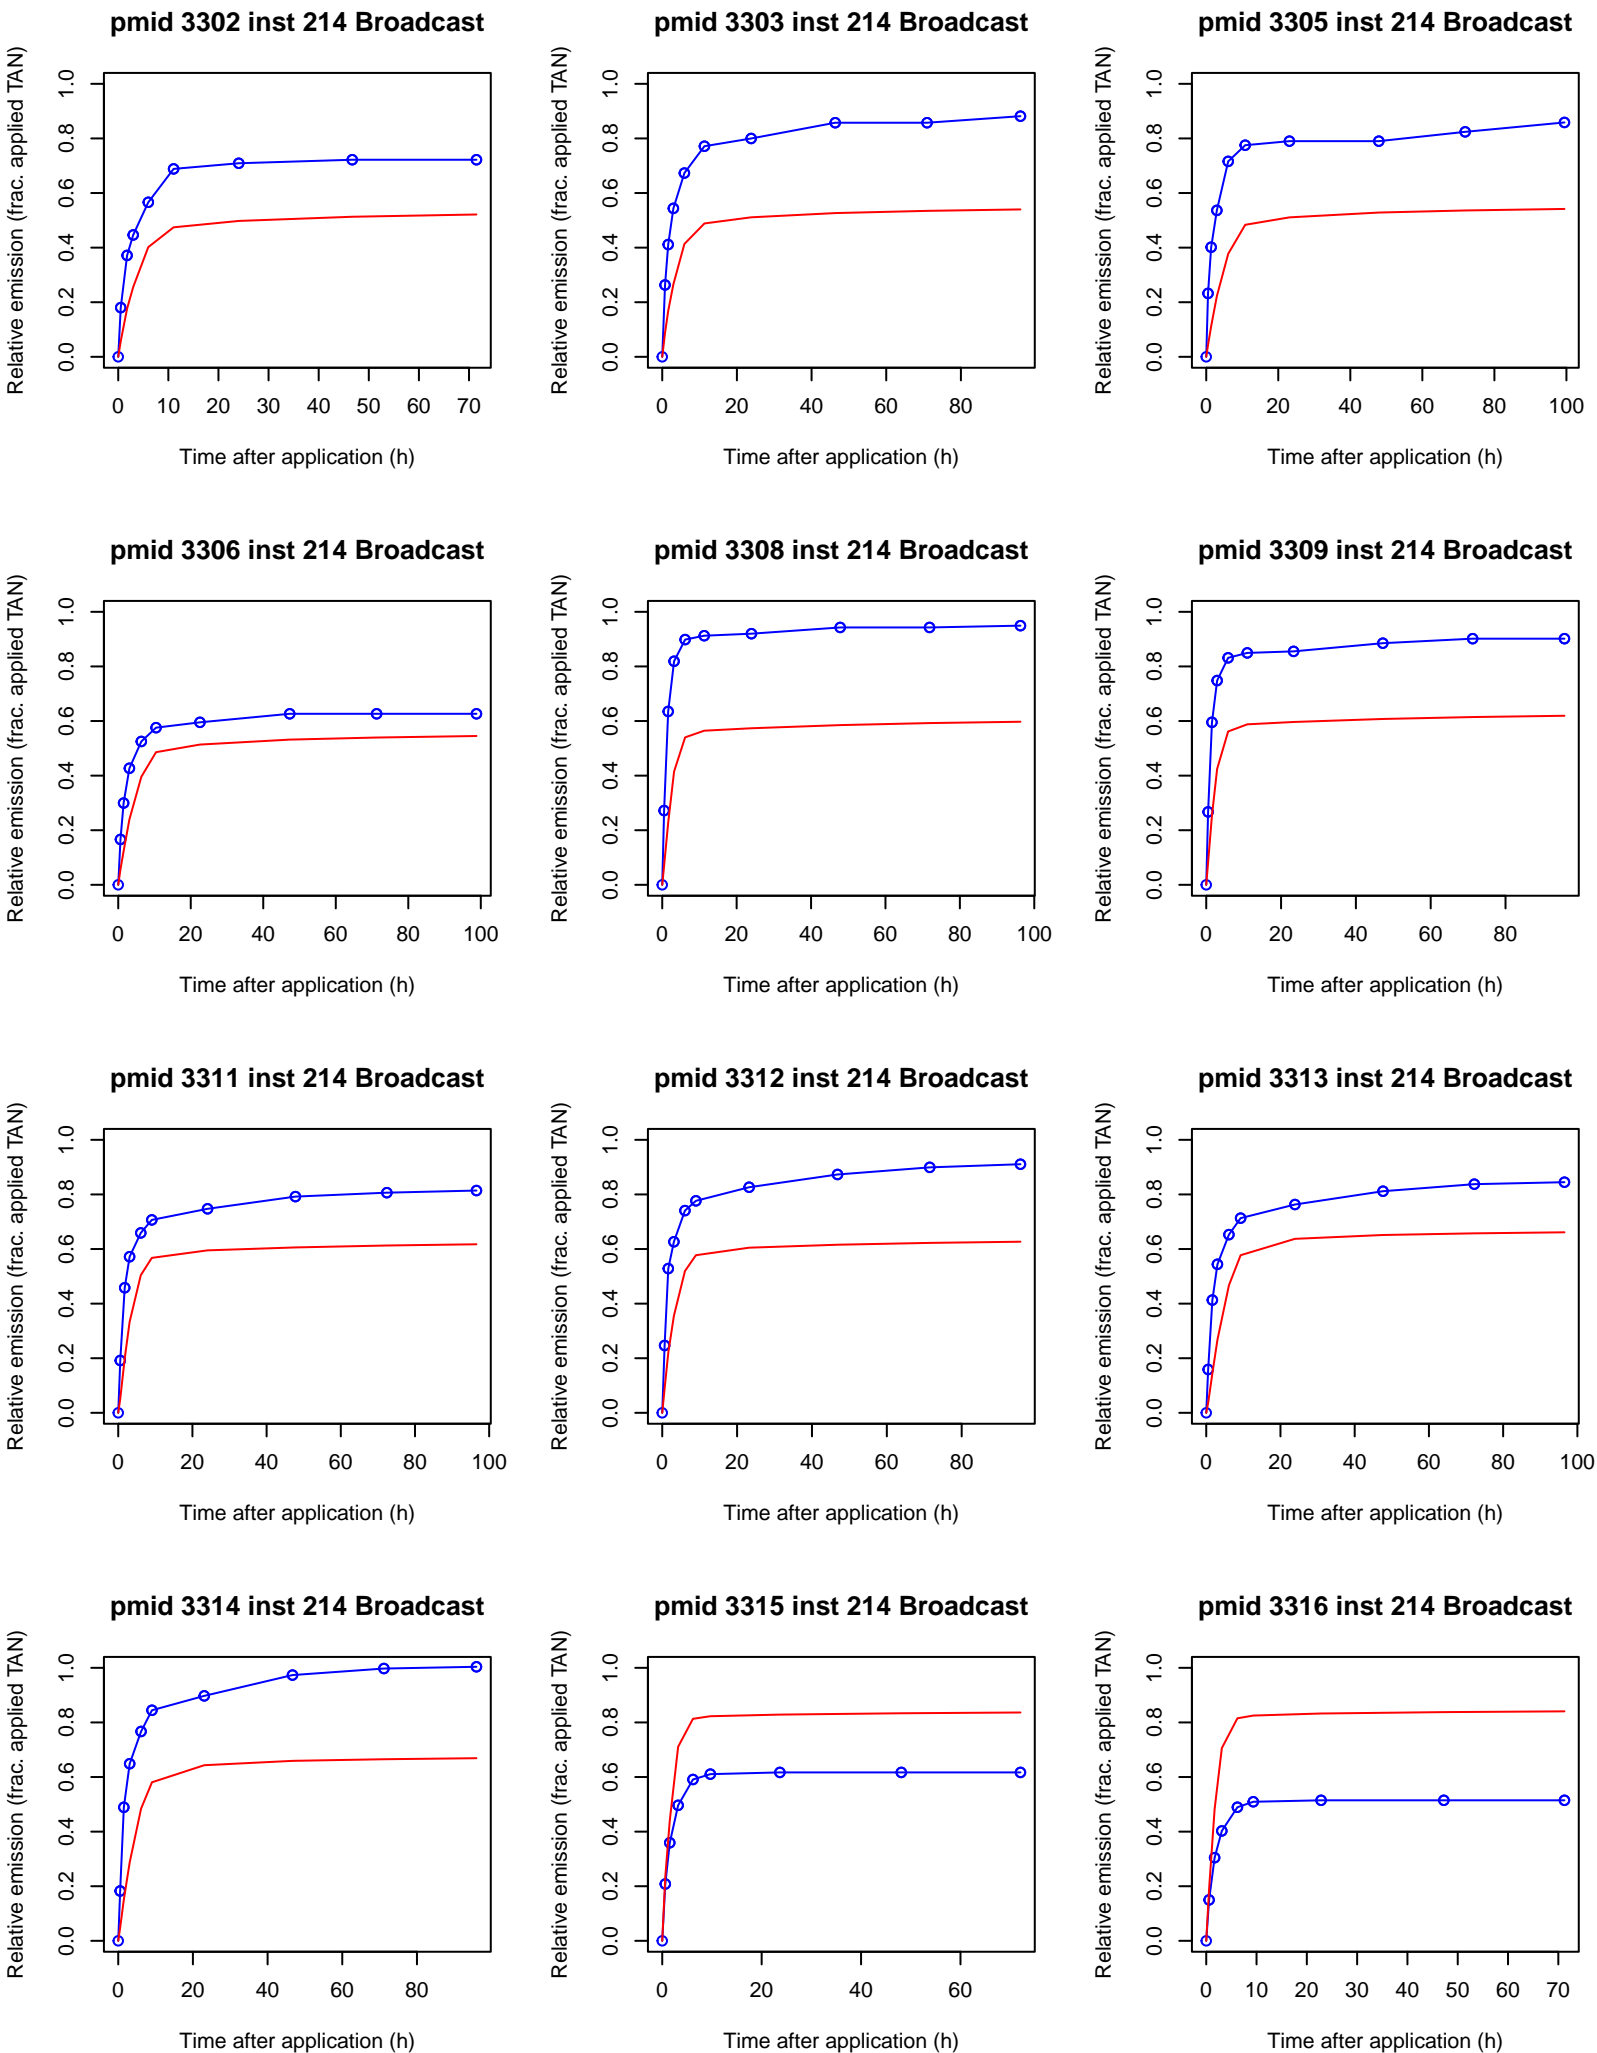 pmid 3302 inst 214 Broadcast
Relative emission (frac. applied TAN)
1.0
0.8
0.6
0.4
0.2
0.0
0 10 20 30 40 50 60 70
Time after application (h)
pmid 3303 inst 214 Broadcast
Relative emission (frac. applied TAN)
1.0
0.8
0.6
0.4
0.2
0.0
0 20 40 60 80
Time after application (h)
pmid 3305 inst 214 Broadcast
Relative emission (frac. applied TAN)
1.0
0.8
0.6
0.4
0.2
0.0
0 20 40 60 80 100
Time after application (h)
pmid 3306 inst 214 Broadcast
Relative emission (frac. applied TAN)
1.0
0.8
0.6
0.4
0.2
0.0
0 20 40 60 80 100
Time after application (h)
pmid 3308 inst 214 Broadcast
Relative emission (frac. applied TAN)
1.0
0.8
0.6
0.4
0.2
0.0
0 20 40 60 80 100
Time after application (h)
pmid 3309 inst 214 Broadcast
Relative emission (frac. applied TAN)
1.0
0.8
0.6
0.4
0.2
0.0
0 20 40 60 80
Time after application (h)
pmid 3311 inst 214 Broadcast
Relative emission (frac. applied TAN)
1.0
0.8
0.6
0.4
0.2
0.0
0 20 40 60 80 100
Time after application (h)
pmid 3312 inst 214 Broadcast
Relative emission (frac. applied TAN)
1.0
0.8
0.6
0.4
0.2
0.0
0 20 40 60 80
Time after application (h)
pmid 3313 inst 214 Broadcast
Relative emission (frac. applied TAN)
1.0
0.8
0.6
0.4
0.2
0.0
0 20 40 60 80 100
Time after application (h)
pmid 3314 inst 214 Broadcast
Relative emission (frac. applied TAN)
1.0
0.8
0.6
0.4
0.2
0.0
0 20 40 60 80
Time after application (h)
pmid 3315 inst 214 Broadcast
Relative emission (frac. applied TAN)
1.0
0.8
0.6
0.4
0.2
0.0
0 20 40 60
Time after application (h)
pmid 3316 inst 214 Broadcast
Relative emission (frac. applied TAN)
1.0
0.8
0.6
0.4
0.2
0.0
0 10 20 30 40 50 60 70
Time after application (h)